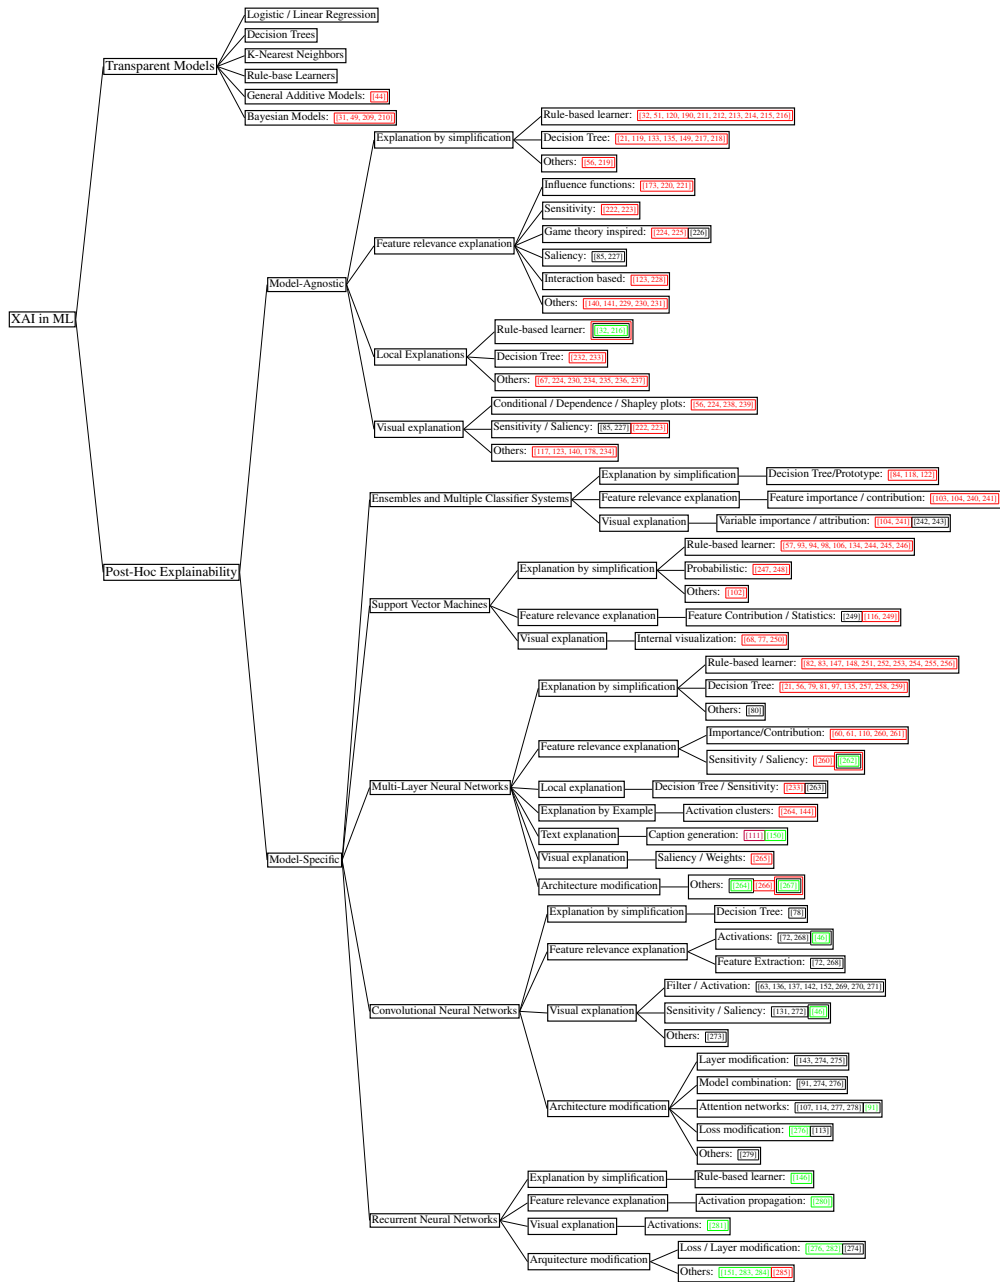 Logistic / Linear Regression
Decision Trees
K-Nearest Neighbors
Transparent Models
Rule-base Learners
General Additive Models: [44]
Bayesian Models: [31, 49, 209, 210]
Rule-based learner: [32, 51, 120, 190, 211, 212, 213, 214, 215, 216]
Explanation by simplification
Decision Tree: [21, 119, 133, 135, 149, 217, 218]
Others: [56, 219]
Influence functions: [173, 220, 221]
Sensitivity: [222, 223]
Game theory inspired: [224, 225] [226]
Feature relevance explanation
Saliency: [85, 227]
Interaction based: [123, 228]
Model-Agnostic
Others: [140, 141, 229, 230, 231]
XAI in ML
Rule-based learner: [32, 216]
Local Explanations
Decision Tree: [232, 233]
Others: [67, 224, 230, 234, 235, 236, 237]
Conditional / Dependence / Shapley plots: [56, 224, 238, 239]
Visual explanation
Sensitivity / Saliency: [85, 227] [222, 223]
Others: [117, 123, 140, 178, 234]
Explanation by simplification
Decision Tree/Prototype: [84, 118, 122]
Ensembles and Multiple Classifier Systems
Feature relevance explanation
Feature importance / contribution: [103, 104, 240, 241]
Visual explanation
Variable importance / attribution: [104, 241] [242, 243]
Rule-based learner: [57, 93, 94, 98, 106, 134, 244, 245, 246]
Post-Hoc Explainability
Explanation by simplification
Probabilistic: [247, 248]
Others: [102]
Support Vector Machines
Feature relevance explanation
Feature Contribution / Statistics: [249] [116, 249]
Visual explanation
Internal visualization: [68, 77, 250]
Rule-based learner: [82, 83, 147, 148, 251, 252, 253, 254, 255, 256]
Explanation by simplification
Decision Tree: [21, 56, 79, 81, 97, 135, 257, 258, 259]
Others: [80]
Importance/Contribution: [60, 61, 110, 260, 261]
Feature relevance explanation
Sensitivity / Saliency: [260] [262]
Multi-Layer Neural Networks
Local explanation
Decision Tree / Sensitivity: [233] [263]
Explanation by Example
Activation clusters: [264, 144]
Text explanation
Caption generation: [111] [150]
Visual explanation
Saliency / Weights: [265]
Model-Specific
Architecture modification
Others: [264] [266] [267]
Explanation by simplification
Decision Tree: [78]
Activations: [72, 268] [46]
Feature relevance explanation
Feature Extraction: [72, 268]
Filter / Activation: [63, 136, 137, 142, 152, 269, 270, 271]
Convolutional Neural Networks
Visual explanation
Sensitivity / Saliency: [131, 272] [46]
Others: [273]
Layer modification: [143, 274, 275]
Model combination: [91, 274, 276]
Architecture modification
Attention networks: [107, 114, 277, 278] [91]
Loss modification: [276] [113]
Others: [279]
Explanation by simplification
Rule-based learner: [146]
Feature relevance explanation
Activation propagation: [280]
Recurrent Neural Networks
Visual explanation
Activations: [281]
Loss / Layer modification: [276, 282] [274]
Arquitecture modification
Others: [151, 283, 284] [285]